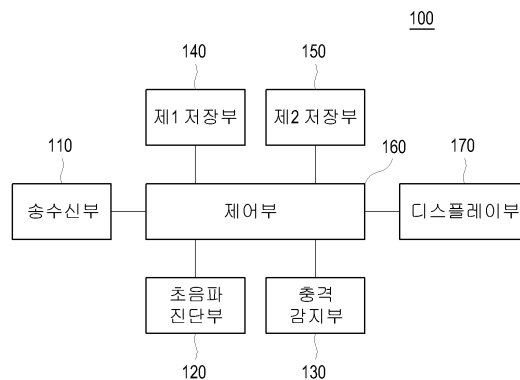 100
140
150
제1 저장부
제2 저장부
110
160
170
송수신부
제어부
디스플레이부
초음파
진단부
충격
감지부
120
130